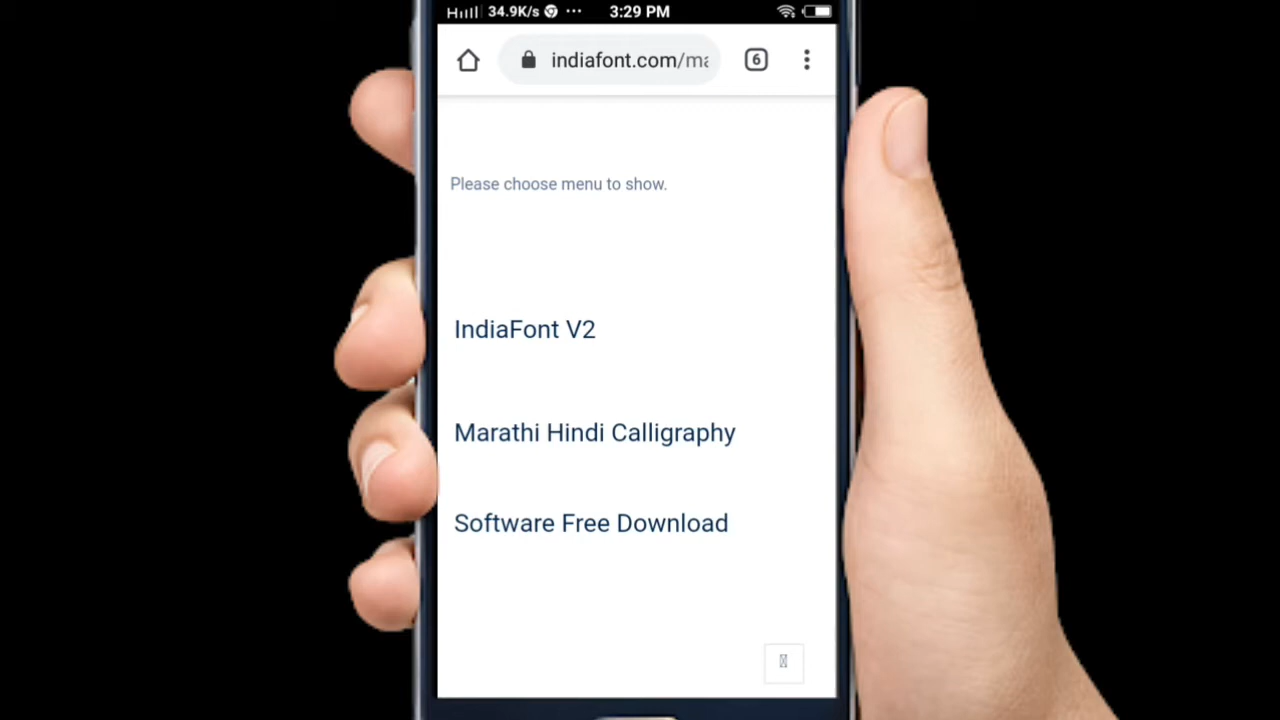 34.9K/s ... 3:29 PM
indiafont.com/ma 6
Please choose menu to show.
IndiaFont V2
Marathi Hindi Calligraphy
Software Free Download